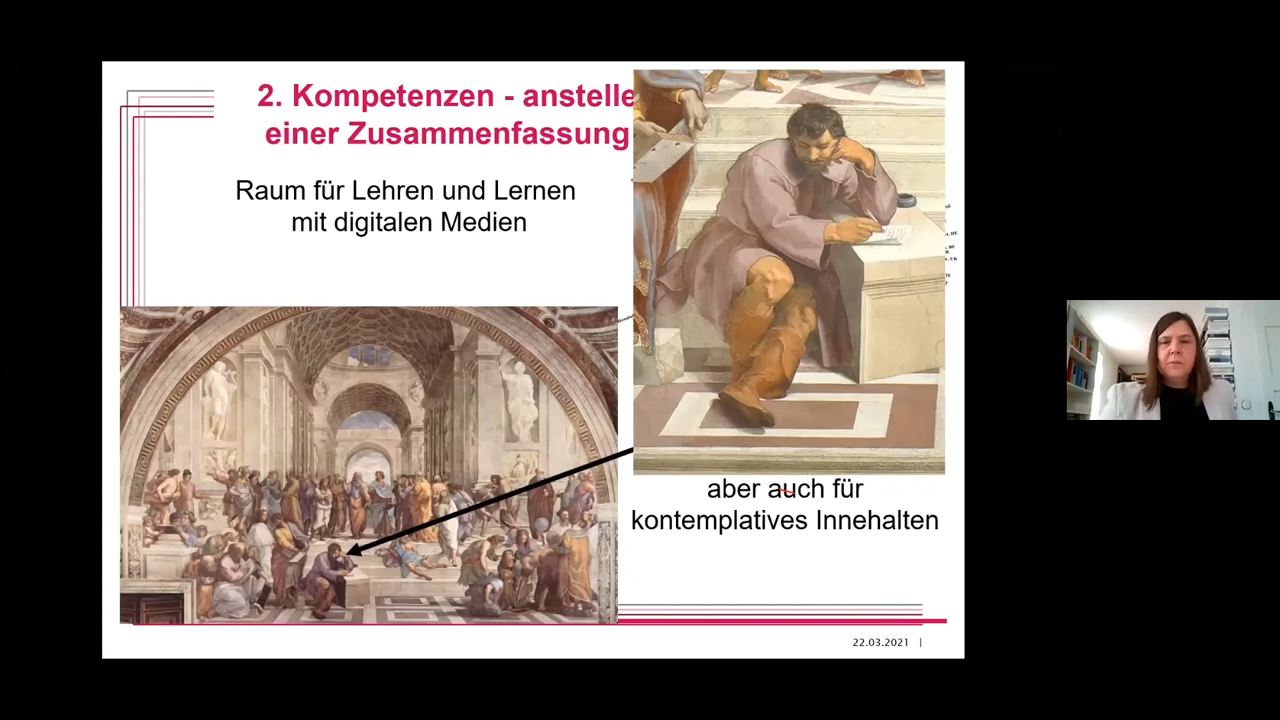 2. Kompetenzen - anstelle
einer Zusammenfassung
Raum für Lehren und Lernen
mit digitalen Medien
aber auch für
kontemplatives Innehalten
22.03.2021 |